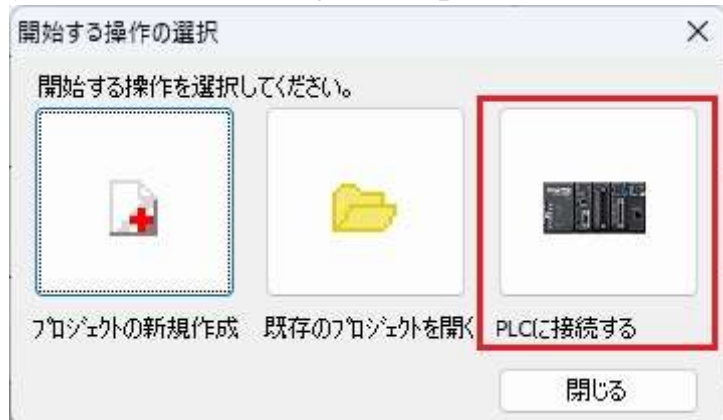 開始する操作の選択
開始する操作を選択してください。
ﾌﾟﾛｼﾞｪｸﾄの新規作成
既存のﾌﾟﾛｼﾞｪｸﾄを開く
PLCに接続する
閉じる